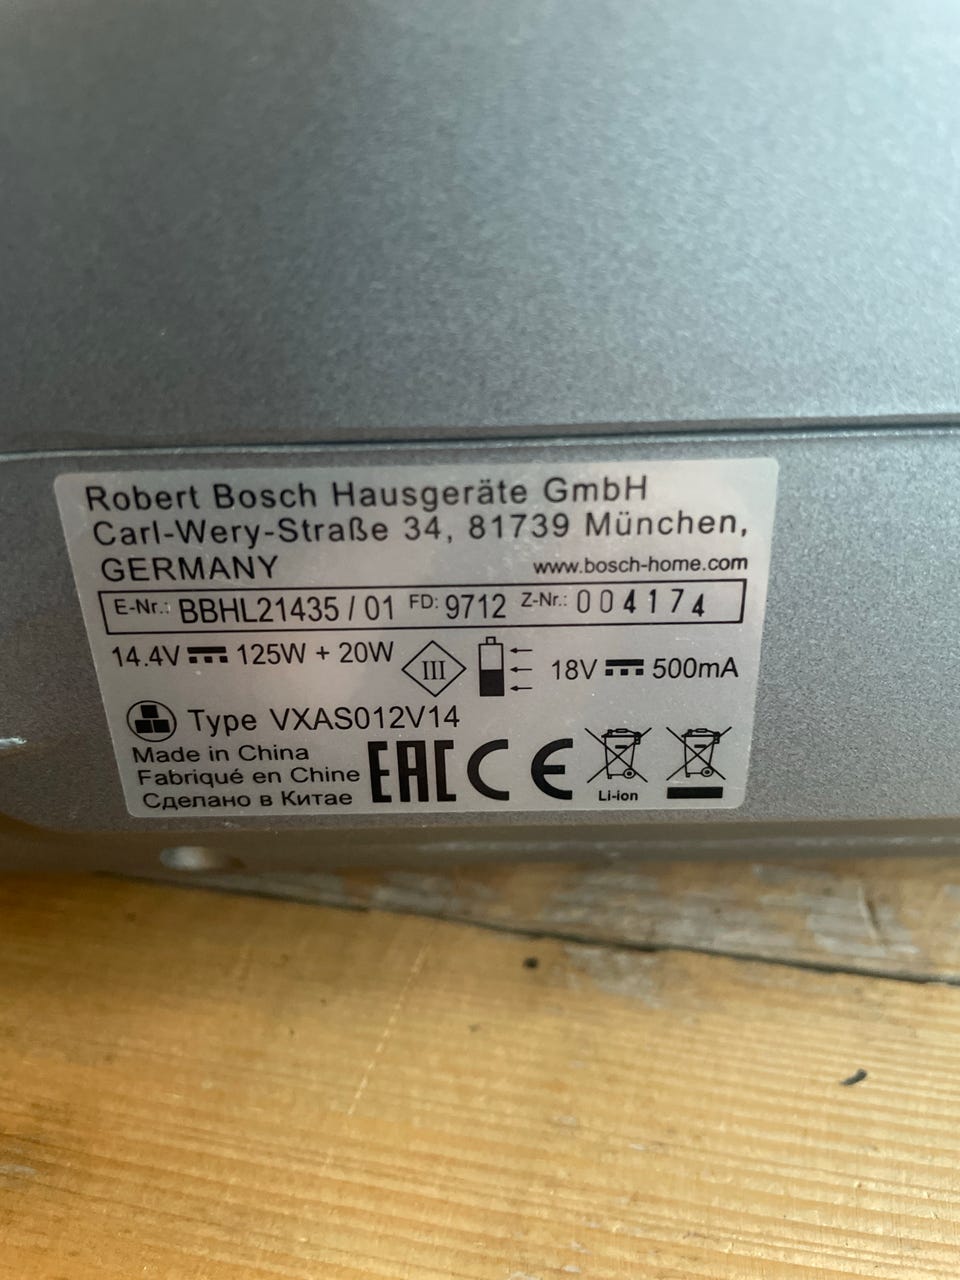 Robert Bosch Hausgeräte GmbH
Carl-Wery-Straße 34, 81739 München,
GERMANY www.bosch-home.com
E-Nr.: BBHL21435 / 01 FD: 9712 Z-Nr.: 004174
14.4V 125W + 20W III 18V 500mA
Type VXAS012V14
Made in China
Fabriqué en Chine
Сделано в Китае
EAC CE
Li-ion